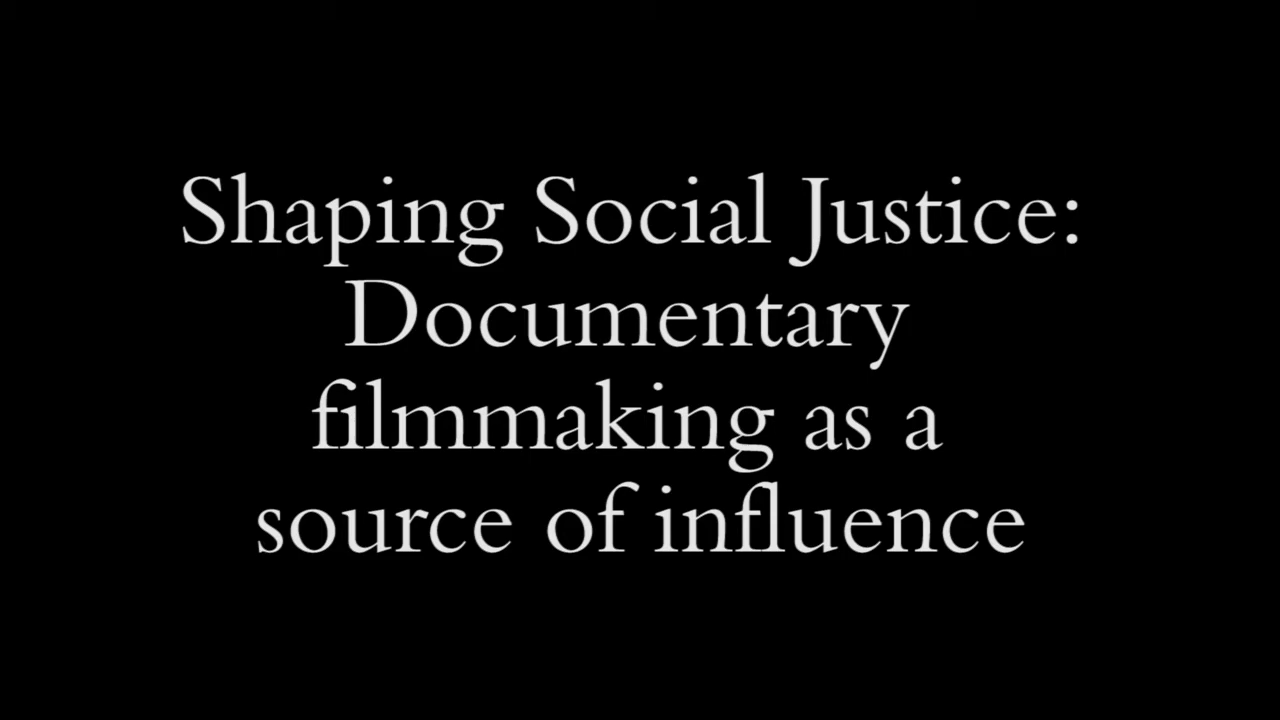 Shaping Social Justice:
Documentary
filmmaking as a
source of influence